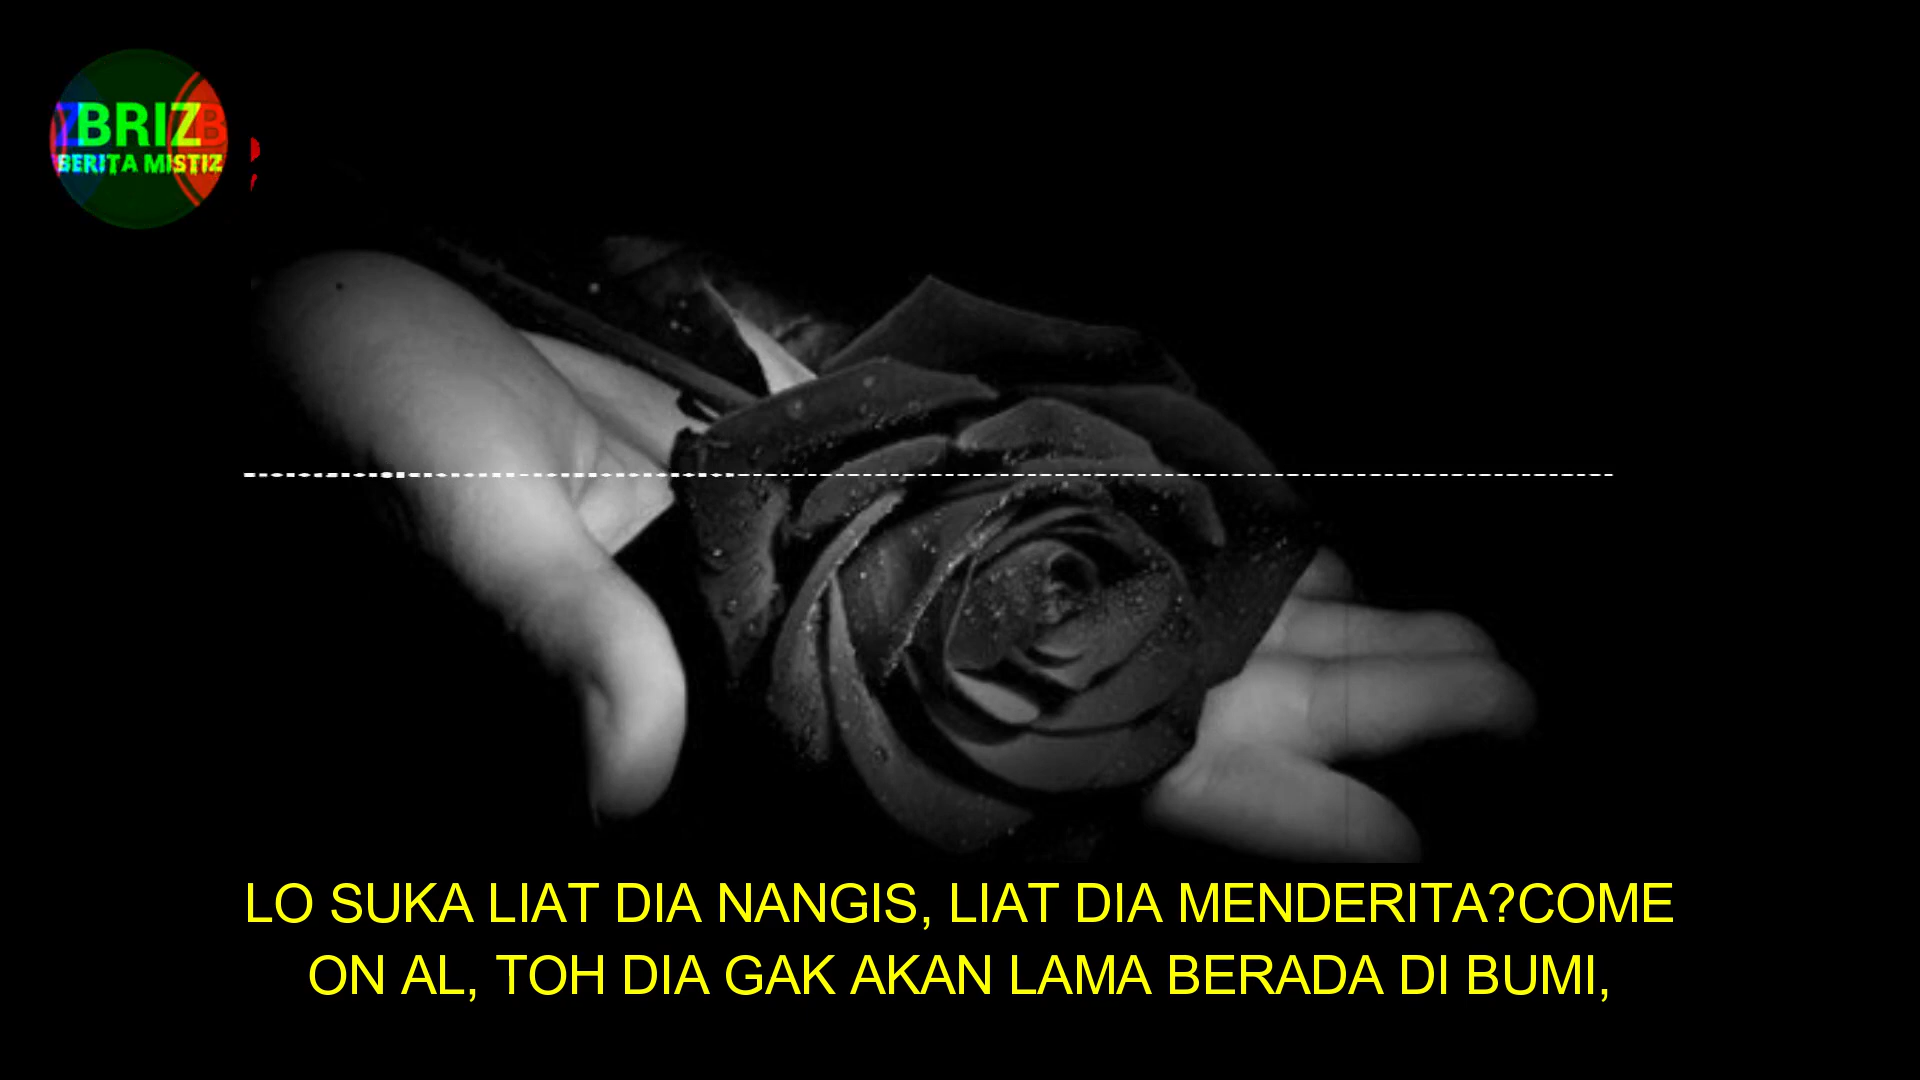 ZBRIZB
BERITA MISTIZ
LO SUKA LIAT DIA NANGIS, LIAT DIA MENDERITA?COME
ON AL, TOH DIA GAK AKAN LAMA BERADA DI BUMI,